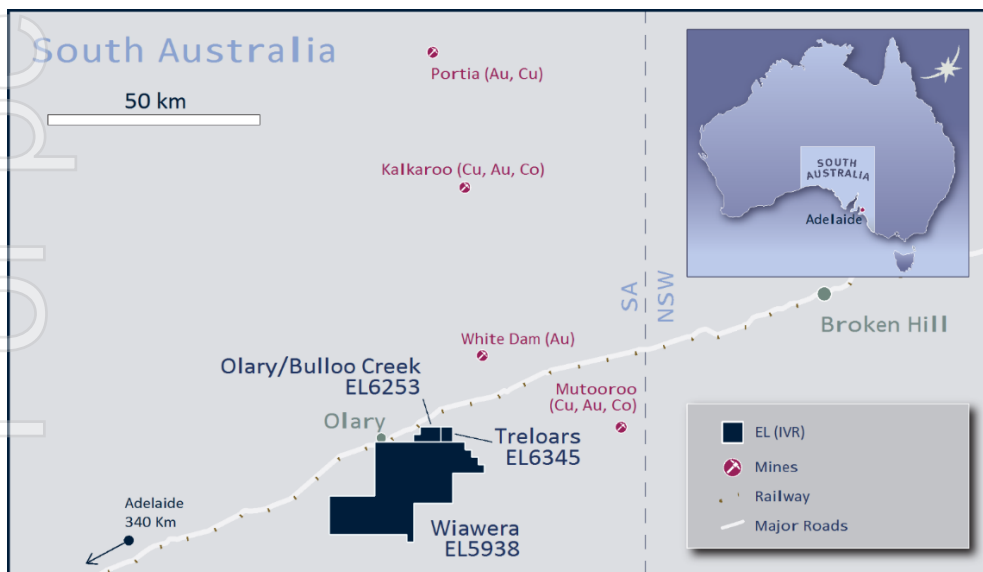 South Australia
50 km
Portia (Au, Cu)
Kalkaroo (Cu, Au, Co)
SOUTH
AUSTRALIA
Adelaide
SA
NSW
Broken Hill
White Dam (Au)
Olary/Bulloo Creek
EL6253
Mutooroo
(Cu, Au, Co)
Olary
Treloars
EL6345
Adelaide
340 Km
Wiawera
EL5938
EL (IVR)
Mines
Railway
Major Roads